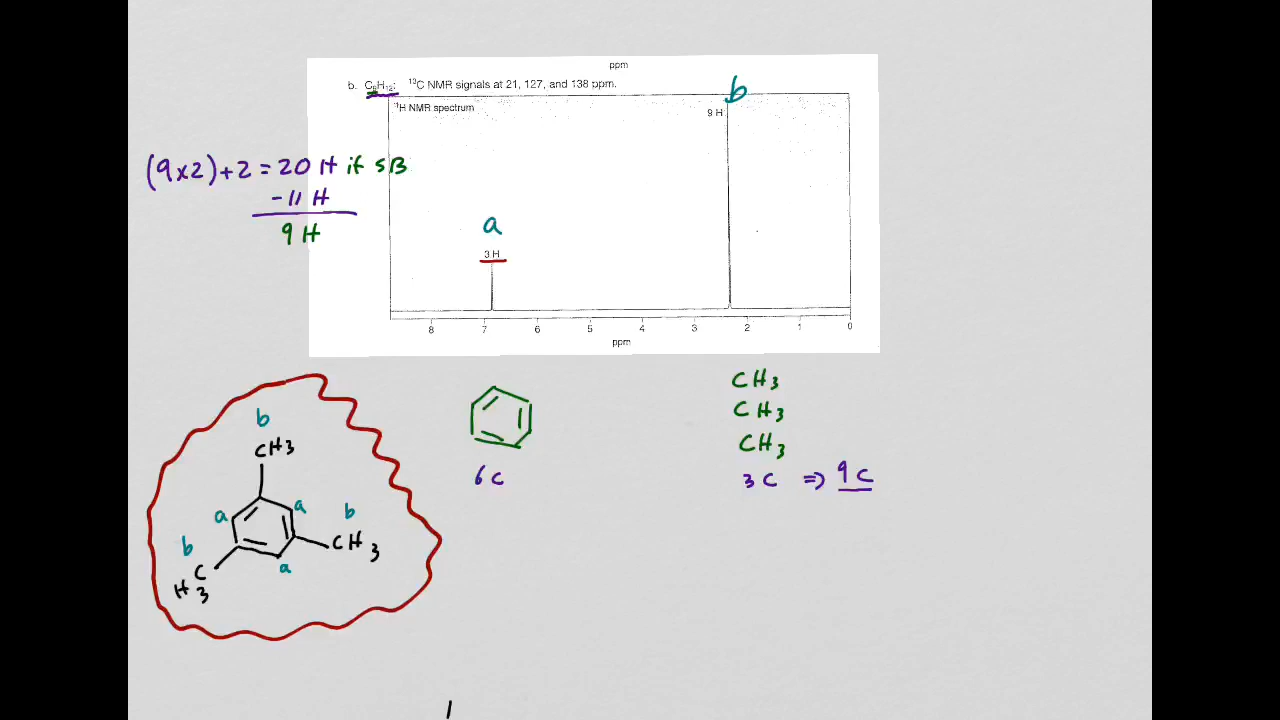 ppm
b. C₉H₁₂: ¹³C NMR signals at 21, 127, and 138 ppm.
b
¹H NMR spectrum
9 H
(9x2)+2 = 20 H if SB
-11 H
9 H
a
3 H
8 7 6 5 4 3 2 1 0
ppm
CH₃
CH₃
CH₃
6 C
3 C ⇒ 9 C
b
CH3
a
a
b
b
CH₃
C
H₃
a